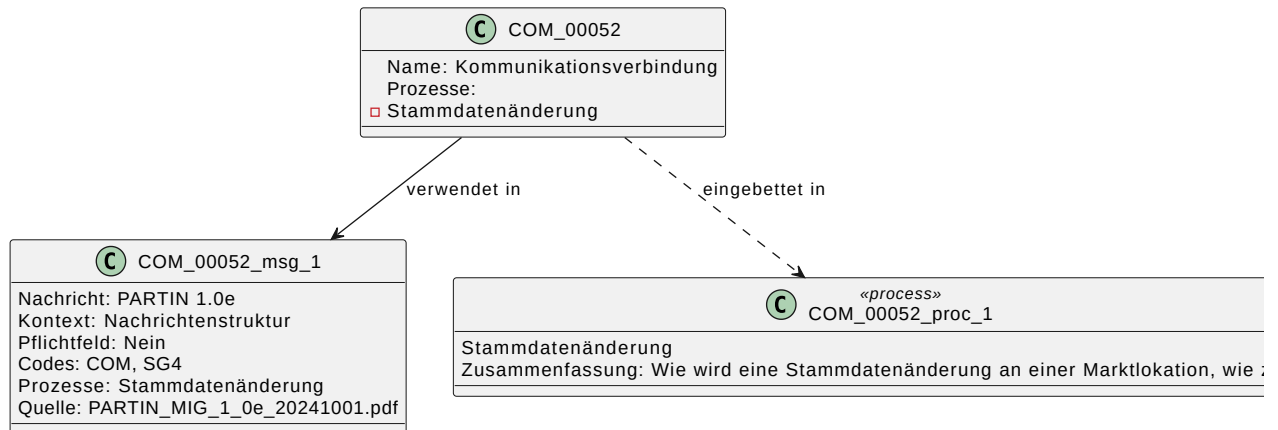 C COM_00052
Name: Kommunikationsverbindung
Prozesse:
Stammdatenänderung
verwendet in
eingebettet in
C COM_00052_msg_1
Nachricht: PARTIN 1.0e
Kontext: Nachrichtenstruktur
Pflichtfeld: Nein
Codes: COM, SG4
Prozesse: Stammdatenänderung
Quelle: PARTIN_MIG_1_0e_20241001.pdf
«process»
C COM_00052_proc_1
Stammdatenänderung
Zusammenfassung: Wie wird eine Stammdatenänderung an einer Marktlokation, wie